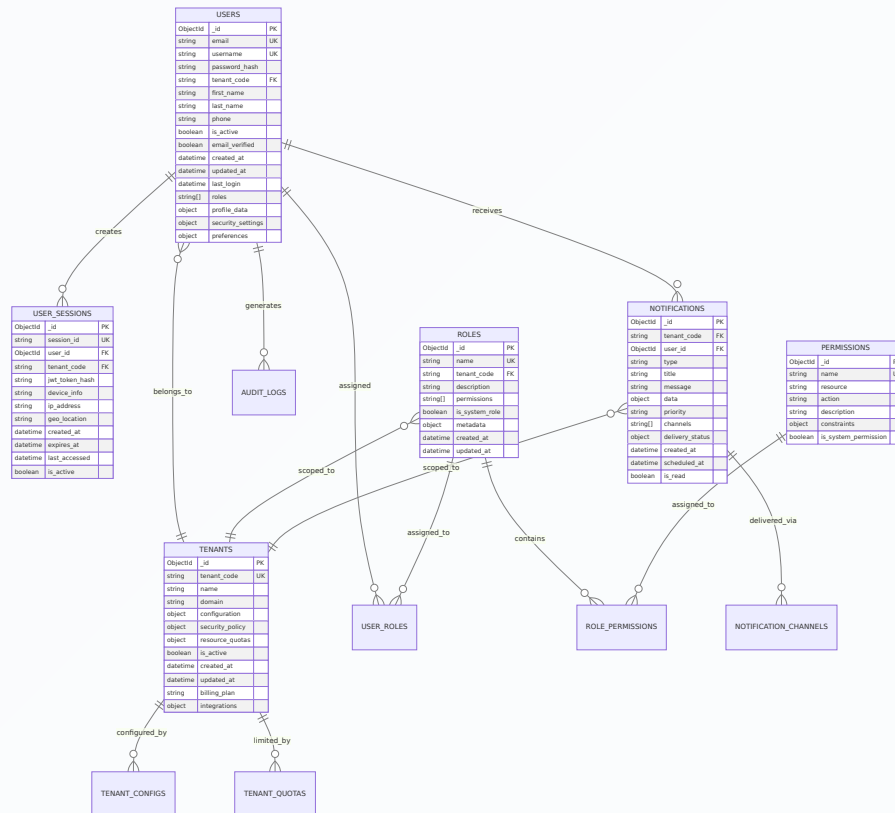 USERS
ObjectId _id PK
string email UK
string username UK
string password_hash
string tenant_code FK
string first_name
string last_name
string phone
boolean is_active
boolean email_verified
datetime created_at
datetime updated_at
datetime last_login
string[] roles
object profile_data
object security_settings
object preferences
receives
creates
generates
assigned
belongs_to
USER_SESSIONS
ObjectId _id PK
string session_id UK
ObjectId user_id FK
string tenant_code FK
string jwt_token_hash
string device_info
string ip_address
string geo_location
datetime created_at
datetime expires_at
datetime last_accessed
boolean is_active
AUDIT_LOGS
ROLES
ObjectId _id PK
string name UK
string tenant_code FK
string description
string[] permissions
boolean is_system_role
object metadata
datetime created_at
datetime updated_at
NOTIFICATIONS
ObjectId _id PK
string tenant_code FK
ObjectId user_id FK
string type
string title
string message
object data
string priority
string[] channels
object delivery_status
datetime created_at
datetime scheduled_at
boolean is_read
PERMISSIONS
ObjectId _id
string name
string resource
string action
string description
object constraints
boolean is_system_permission
scoped_to
scoped_to
assigned_to
contains
assigned_to
delivered_via
TENANTS
ObjectId _id PK
string tenant_code UK
string name
string domain
object configuration
object security_policy
object resource_quotas
boolean is_active
datetime created_at
datetime updated_at
string billing_plan
object integrations
USER_ROLES
ROLE_PERMISSIONS
NOTIFICATION_CHANNELS
configured_by
limited_by
TENANT_CONFIGS
TENANT_QUOTAS